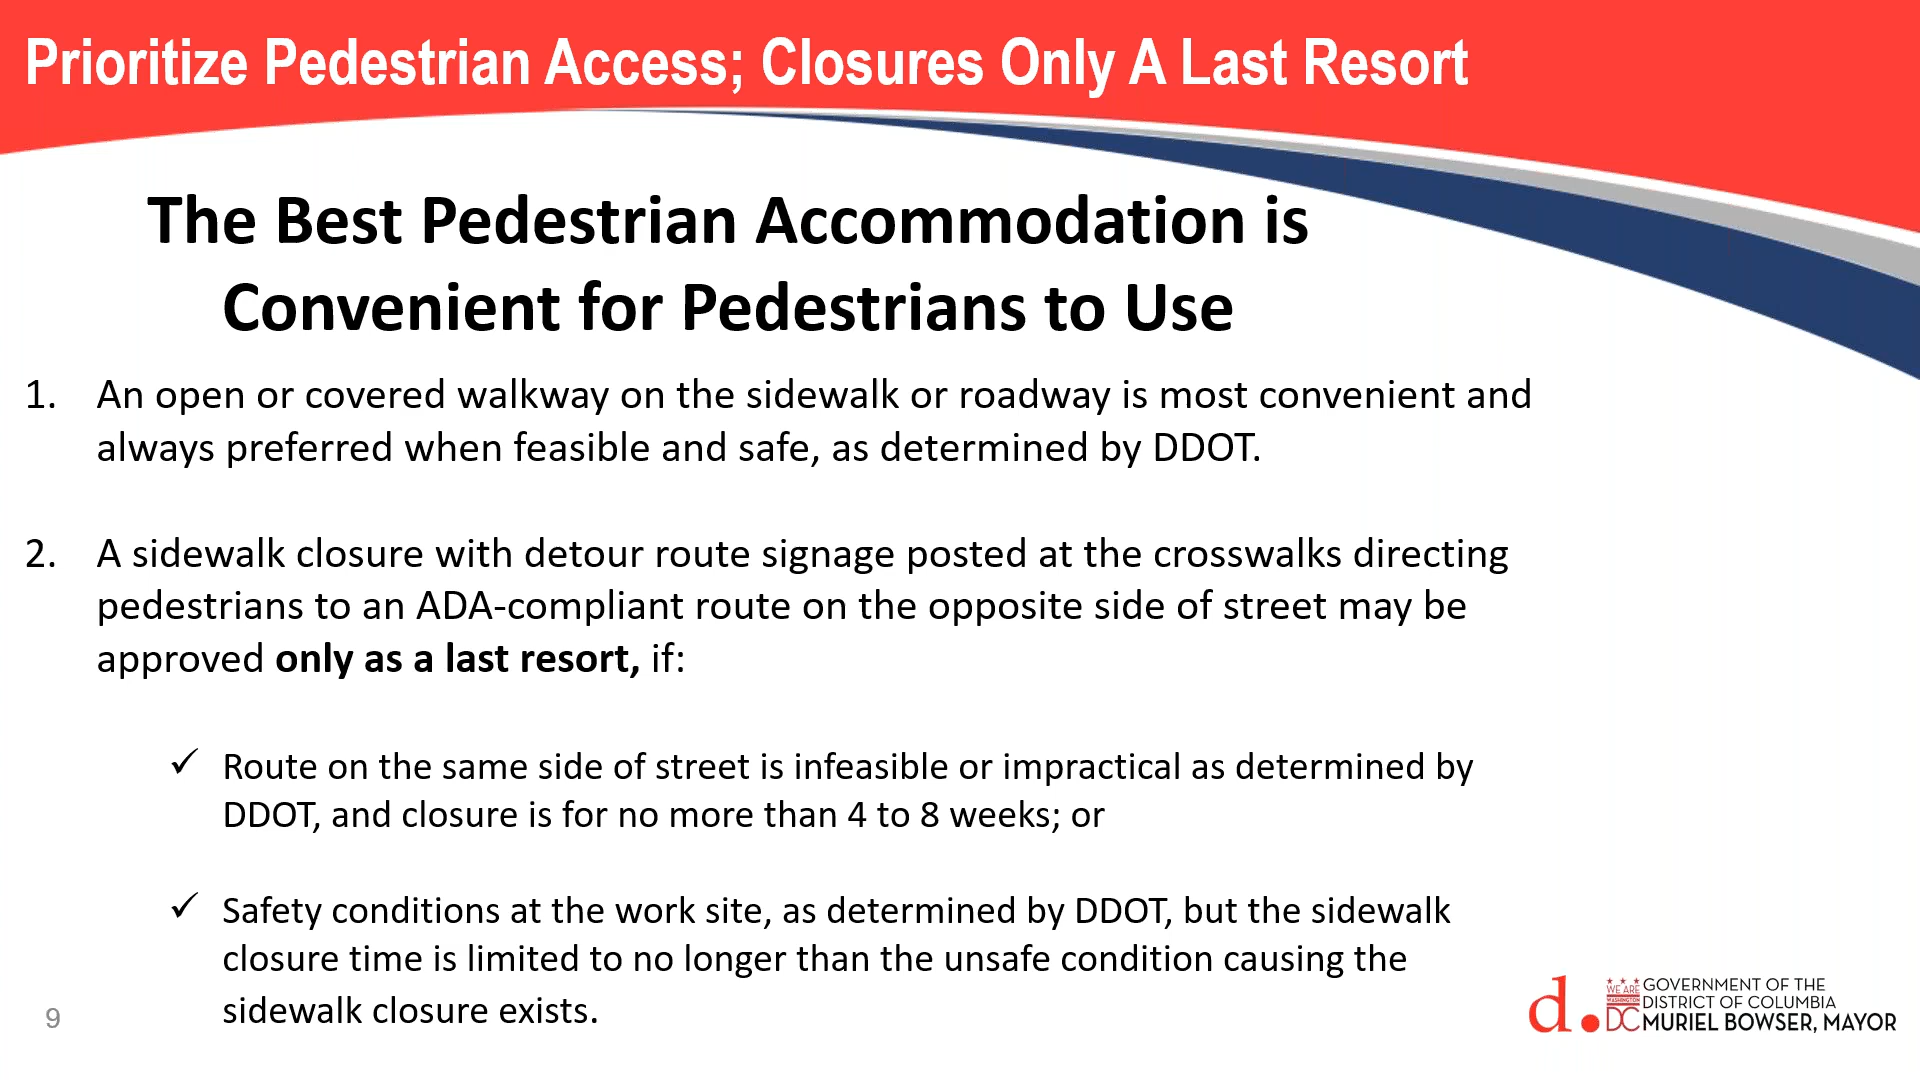 Prioritize Pedestrian Access; Closures Only A Last Resort
The Best Pedestrian Accommodation is
Convenient for Pedestrians to Use
1. An open or covered walkway on the sidewalk or roadway is most convenient and
always preferred when feasible and safe, as determined by DDOT.
2. A sidewalk closure with detour route signage posted at the crosswalks directing
pedestrians to an ADA-compliant route on the opposite side of street may be
approved only as a last resort, if:
✓ Route on the same side of street is infeasible or impractical as determined by
DDOT, and closure is for no more than 4 to 8 weeks; or
✓ Safety conditions at the work site, as determined by DDOT, but the sidewalk
closure time is limited to no longer than the unsafe condition causing the
sidewalk closure exists.
9
d.
WE ARE
WASHINGTON
DC
GOVERNMENT OF THE
DISTRICT OF COLUMBIA
MURIEL BOWSER, MAYOR